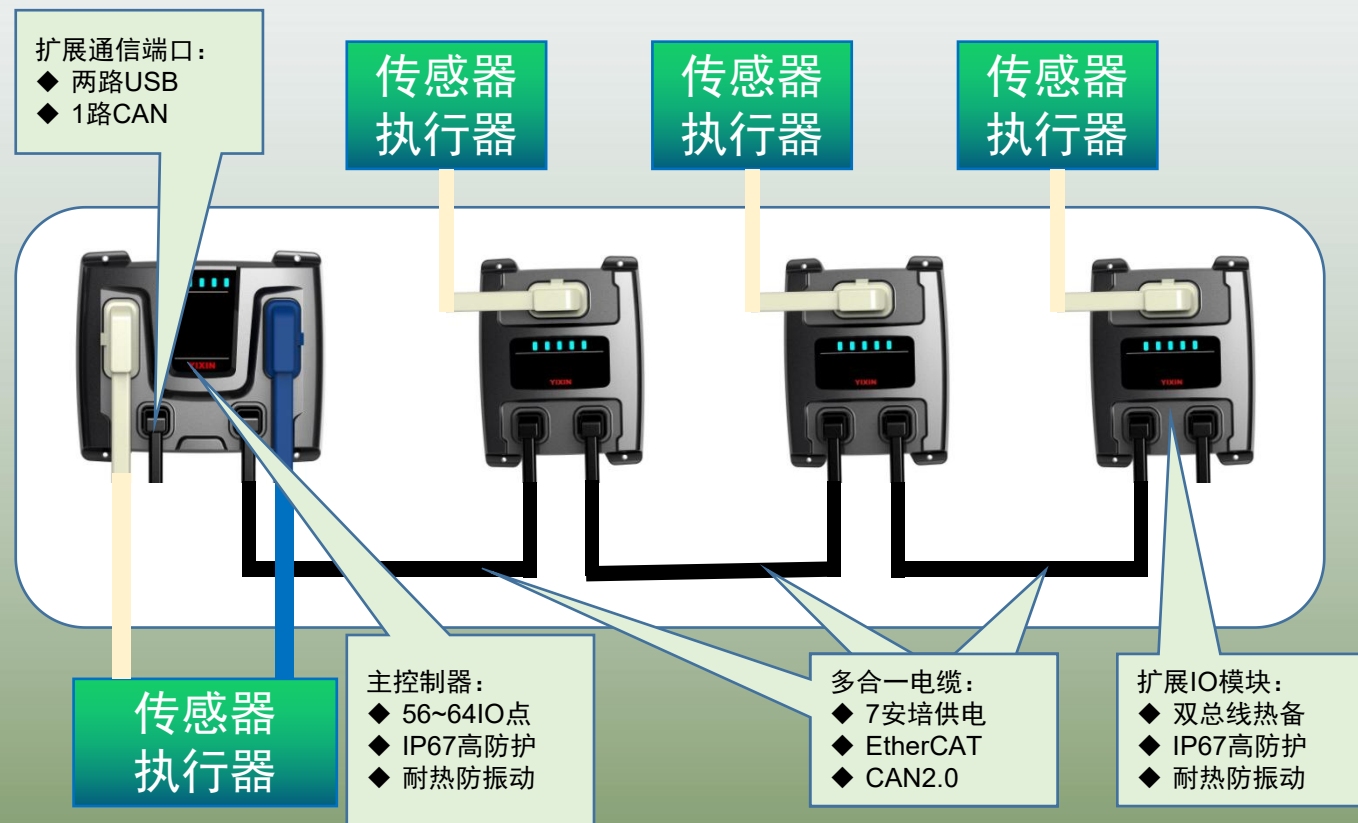 扩展通信端口：
◆ 两路USB
◆ 1路CAN
传感器
执行器
传感器
执行器
传感器
执行器
YIXIN
YIXIN
YIXIN
YIXIN
传感器
执行器
主控制器：
◆ 56~64IO点
◆ IP67高防护
◆ 耐热防振动
多合一电缆：
◆ 7安培供电
◆ EtherCAT
◆ CAN2.0
扩展IO模块：
◆ 双总线热备
◆ IP67高防护
◆ 耐热防振动